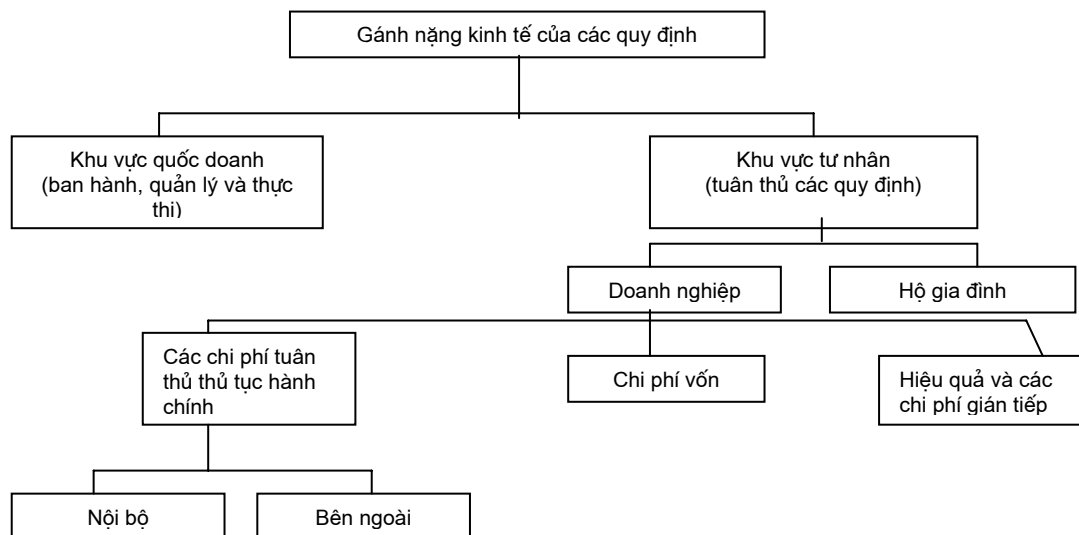 Gánh nặng kinh tế của các quy định
Khu vực quốc doanh
(ban hành, quản lý và thực
thi)
Khu vực tư nhân
(tuân thủ các quy định)
Doanh nghiệp
Hộ gia đình
Các chi phí tuân
thủ thủ tục hành
chính
Chi phí vốn
Hiệu quả và các
chi phí gián tiếp
Nội bộ
Bên ngoài